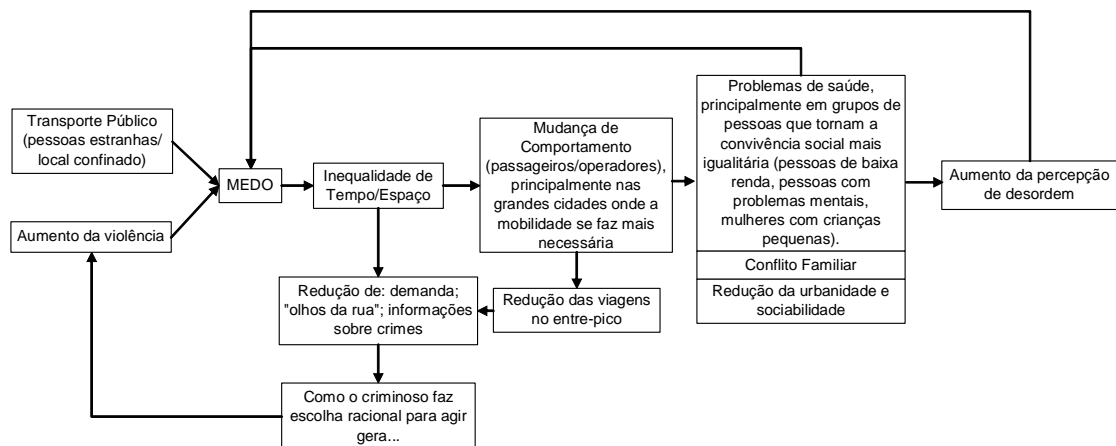 Transporte Público
(pessoas estranhas/
local confinado)
Aumento da violência
MEDO
Inequalidade de
Tempo/Espaço
Mudança de
Comportamento
(passageiros/operadores),
principalmente nas
grandes cidades onde a
mobilidade se faz mais
necessária
Problemas de saúde,
principalmente em grupos de
pessoas que tornam a
convivência social mais
igualitária (pessoas de baixa
renda, pessoas com
problemas mentais,
mulheres com crianças
pequenas).
Conflito Familiar
Redução da urbanidade e
sociabilidade
Aumento da percepção
de desordem
Redução de: demanda;
"olhos da rua"; informações
sobre crimes
Redução das viagens
no entre-pico
Como o criminoso faz
escolha racional para agir
gera...